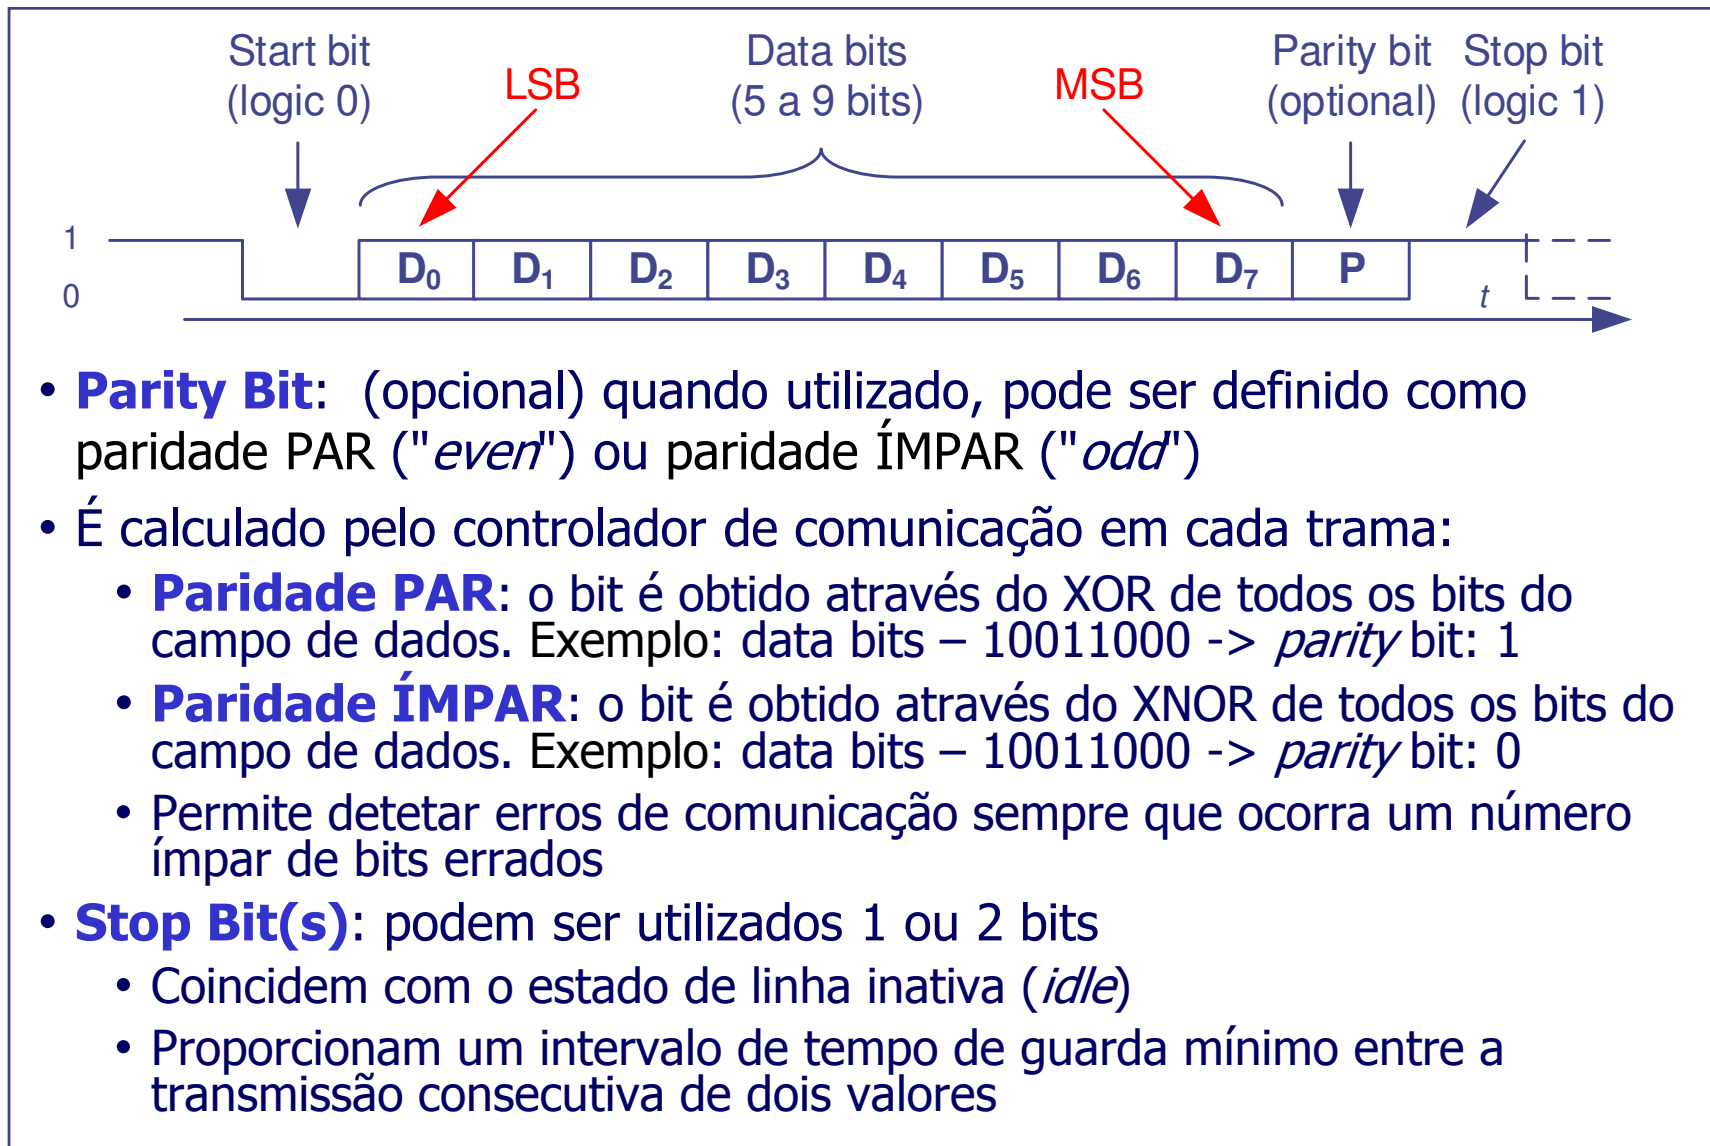 Start bit
(logic 0)
LSB
Data bits
(5 a 9 bits)
MSB
Parity bit
(optional)
Stop bit
(logic 1)
1
0
D0 D1 D2 D3 D4 D5 D6 D7 P
t
• Parity Bit: (opcional) quando utilizado, pode ser definido como
paridade PAR ("even") ou paridade ÍMPAR ("odd")
• É calculado pelo controlador de comunicação em cada trama:
• Paridade PAR: o bit é obtido através do XOR de todos os bits do
campo de dados. Exemplo: data bits – 10011000 -> parity bit: 1
• Paridade ÍMPAR: o bit é obtido através do XNOR de todos os bits do
campo de dados. Exemplo: data bits – 10011000 -> parity bit: 0
• Permite detetar erros de comunicação sempre que ocorra um número
ímpar de bits errados
• Stop Bit(s): podem ser utilizados 1 ou 2 bits
• Coincidem com o estado de linha inativa (idle)
• Proporcionam um intervalo de tempo de guarda mínimo entre a
transmissão consecutiva de dois valores